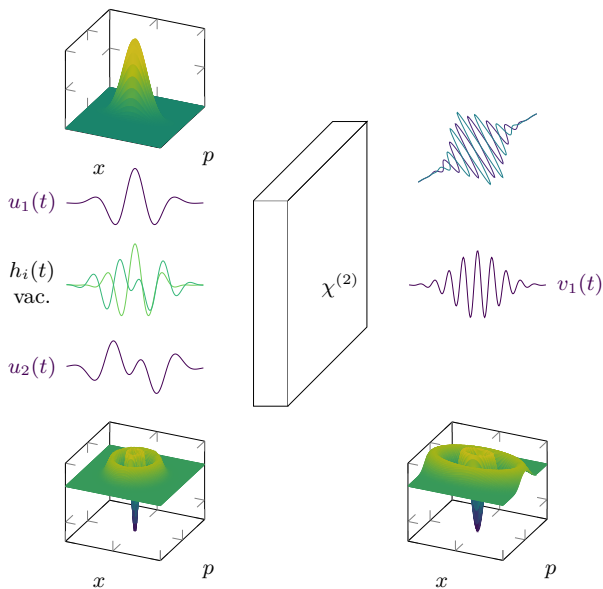 x p
u₁(t)
hᵢ(t)
vac.
χ⁽²⁾
v₁(t)
u₂(t)
x p
x p